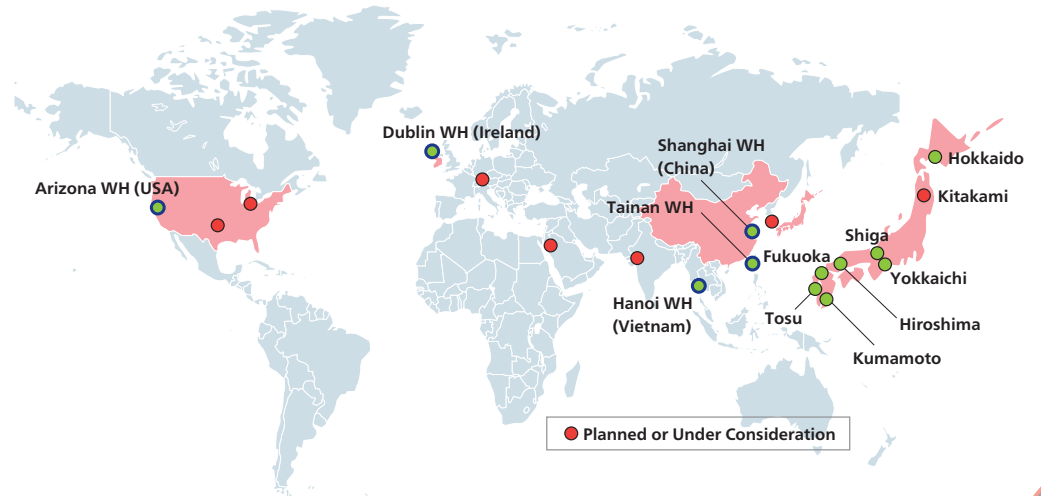 Dublin WH (Ireland)
Shanghai WH
(China)
Hokkaido
Arizona WH (USA)
Kitakami
Tainan WH
Shiga
Fukuoka
Yokkaichi
Hanoi WH
(Vietnam)
Tosu
Hiroshima
Kumamoto
Planned or Under Consideration